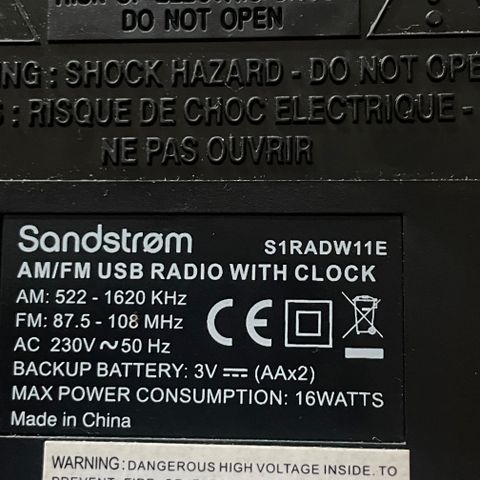 DO NOT OPEN
NG : SHOCK HAZARD - DO NOT OPE
: RISQUE DE CHOC ELECTRIQUE -
NE PAS OUVRIR
Sandstrøm S1RADW11E
AM/FM USB RADIO WITH CLOCK
AM: 522 - 1620 KHz
FM: 87.5 - 108 MHz
AC 230V ~ 50 Hz
BACKUP BATTERY: 3V ⎓ (AAx2)
MAX POWER CONSUMPTION: 16WATTS
Made in China
CE
WARNING: DANGEROUS HIGH VOLTAGE INSIDE. TO